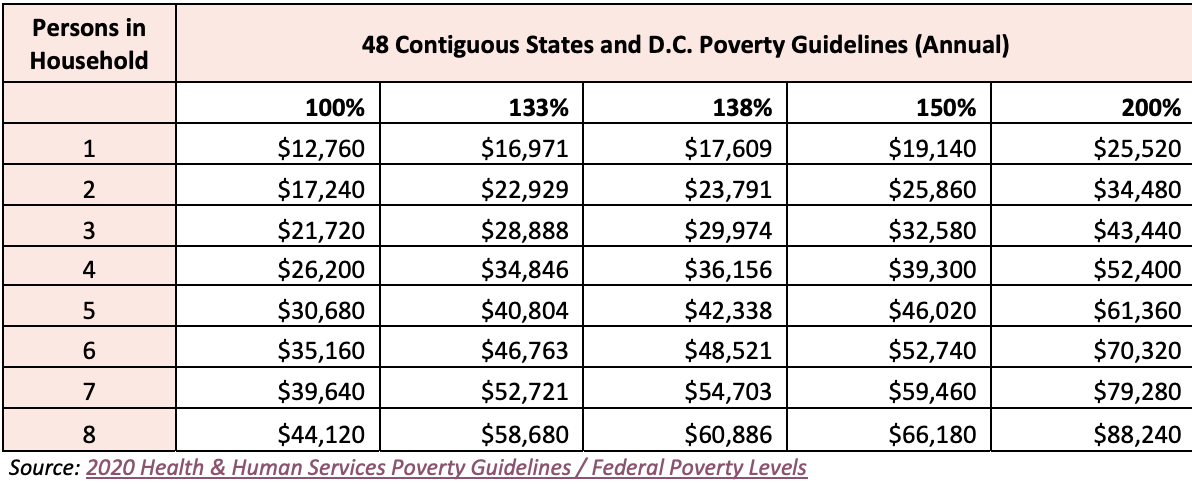 Persons in Household 48 Contiguous States and D.C. Poverty Guidelines (Annual)
100% 133% 138% 150% 200%
1 $12,760 $16,971 $17,609 $19,140 $25,520
2 $17,240 $22,929 $23,791 $25,860 $34,480
3 $21,720 $28,888 $29,974 $32,580 $43,440
4 $26,200 $34,846 $36,156 $39,300 $52,400
5 $30,680 $40,804 $42,338 $46,020 $61,360
6 $35,160 $46,763 $48,521 $52,740 $70,320
7 $39,640 $52,721 $54,703 $59,460 $79,280
8 $44,120 $58,680 $60,886 $66,180 $88,240
Source: 2020 Health & Human Services Poverty Guidelines / Federal Poverty Levels